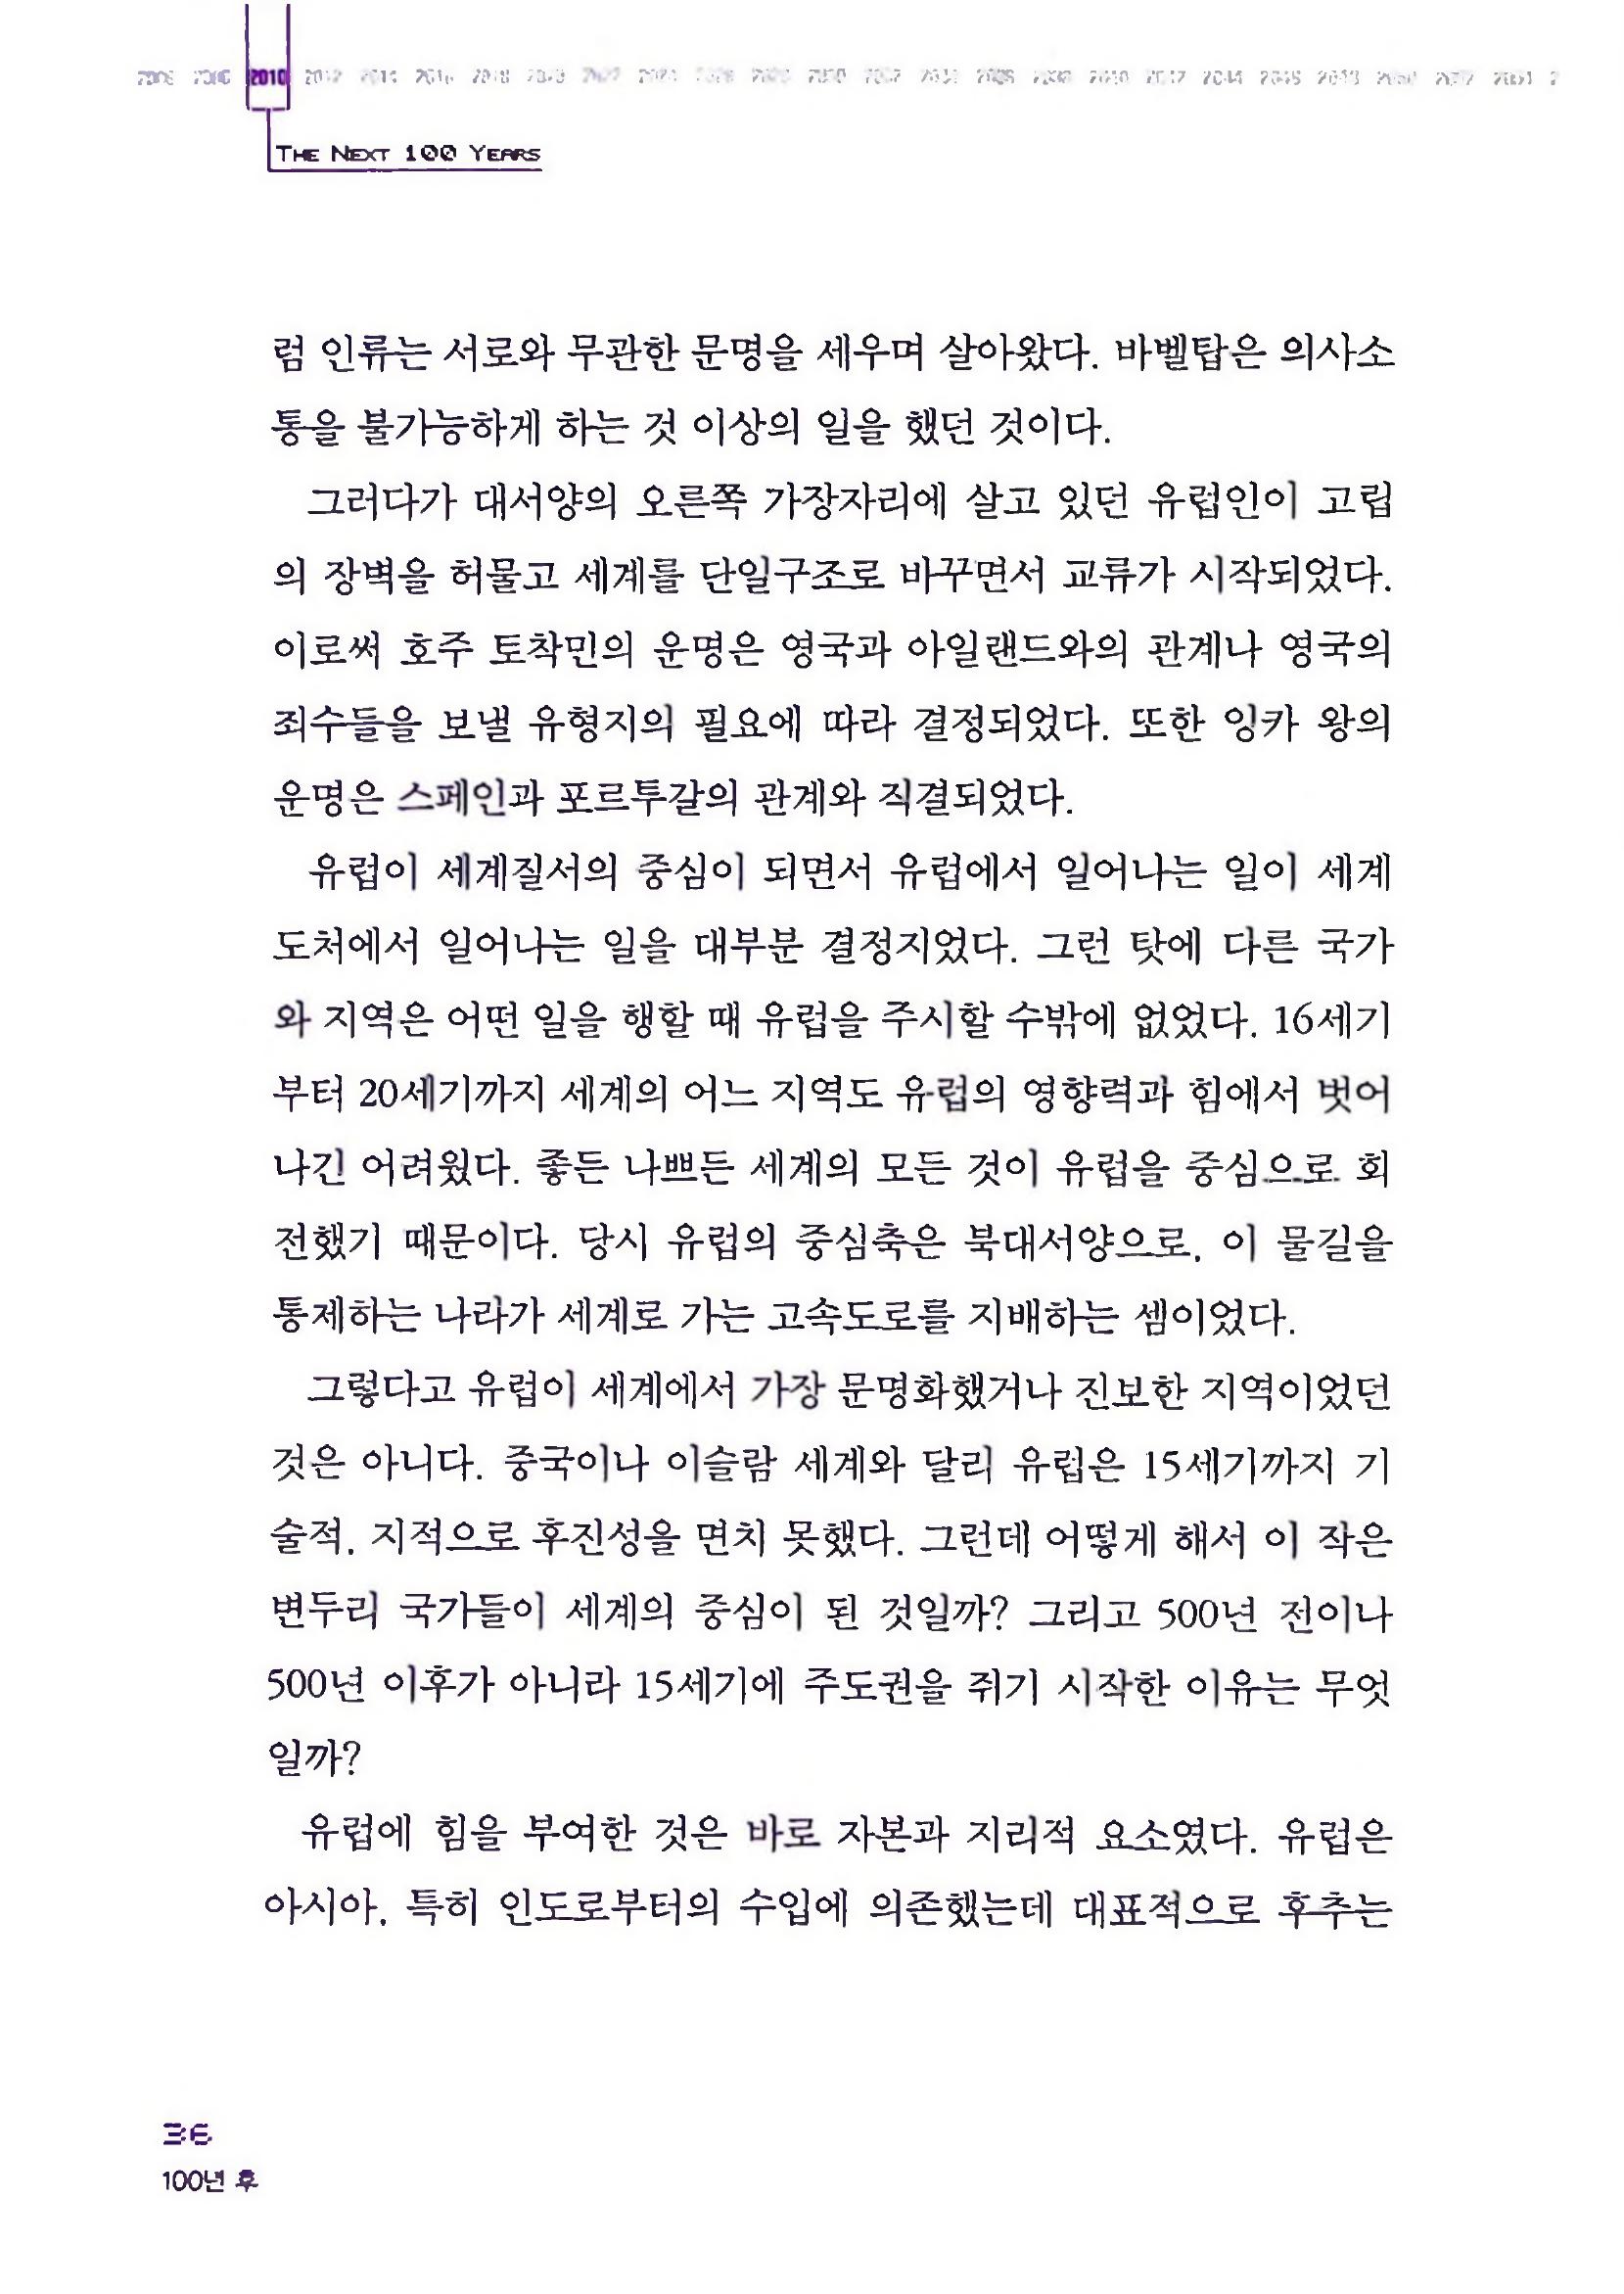 2010
THE NEXT 100 YEARS
럼 인류는 서로와 무관한 문명을 세우며 살아왔다. 바벨탑은 의사소
통을 불가능하게 하는 것 이상의 일을 했던 것이다.
그러다가 대서양의 오른쪽 가장자리에 살고 있던 유럽인이 고립
의 장벽을 허물고 세계를 단일구조로 바꾸면서 교류가 시작되었다.
이로써 호주 토착민의 운명은 영국과 아일랜드와의 관계나 영국의
죄수들을 보낼 유형지의 필요에 따라 결정되었다. 또한 잉카 왕의
운명은 스페인과 포르투갈의 관계와 직결되었다.
유럽이 세계질서의 중심이 되면서 유럽에서 일어나는 일이 세계
도처에서 일어나는 일을 대부분 결정지었다. 그런 탓에 다른 국가
와 지역은 어떤 일을 행할 때 유럽을 주시할 수밖에 없었다. 16세기
부터 20세기까지 세계의 어느 지역도 유럽의 영향력과 힘에서 벗어
나긴 어려웠다. 좋든 나쁘든 세계의 모든 것이 유럽을 중심으로 회
전했기 때문이다. 당시 유럽의 중심축은 북대서양으로, 이 물길을
통제하는 나라가 세계로 가는 고속도로를 지배하는 셈이었다.
그렇다고 유럽이 세계에서 가장 문명화했거나 진보한 지역이었던
것은 아니다. 중국이나 이슬람 세계와 달리 유럽은 15세기까지 기
술적, 지적으로 후진성을 면치 못했다. 그런데 어떻게 해서 이 작은
변두리 국가들이 세계의 중심이 된 것일까? 그리고 500년 전이나
500년 이후가 아니라 15세기에 주도권을 쥐기 시작한 이유는 무엇
일까?
유럽에 힘을 부여한 것은 바로 자본과 지리적 요소였다. 유럽은
아시아, 특히 인도로부터의 수입에 의존했는데 대표적으로 후추는
36
100년 후